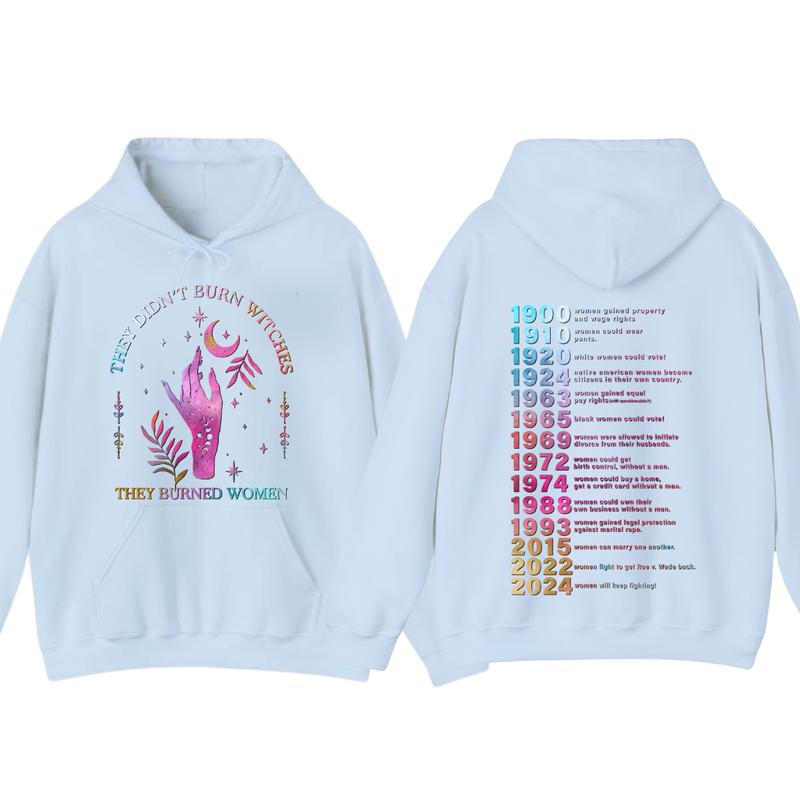 THEY DIDN'T BURN WITCHES
THEY BURNED WOMEN
1900 women gained property
and wage rights
1910 women could wear
pants.
1920 white women could vote!
1924 native american women became
citizens in their own country.
1963 women gained equal
pay rights
1965 black women could vote!
1969 women were allowed to initiate
divorce from their husbands.
1972 women could get
birth control, without a man.
1974 women could buy a home,
get a credit card without a man.
1988 women could own their
own business without a man.
1993 women gained legal protection
against marital rape.
2015 women can marry one another.
2022 women fight to get Roe v. Wade back.
2024 women will keep fighting!